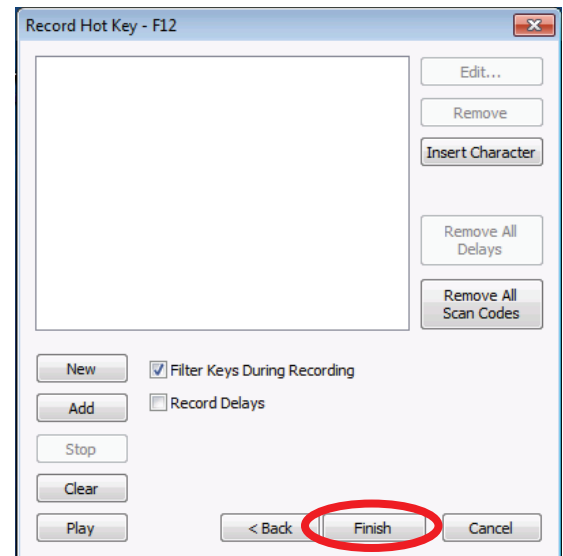 Record Hot Key - F12
Edit...
Remove
Insert Character
Remove All
Delays
Remove All
Scan Codes
New
Filter Keys During Recording
Add
Record Delays
Stop
Clear
Play
< Back
Finish
Cancel